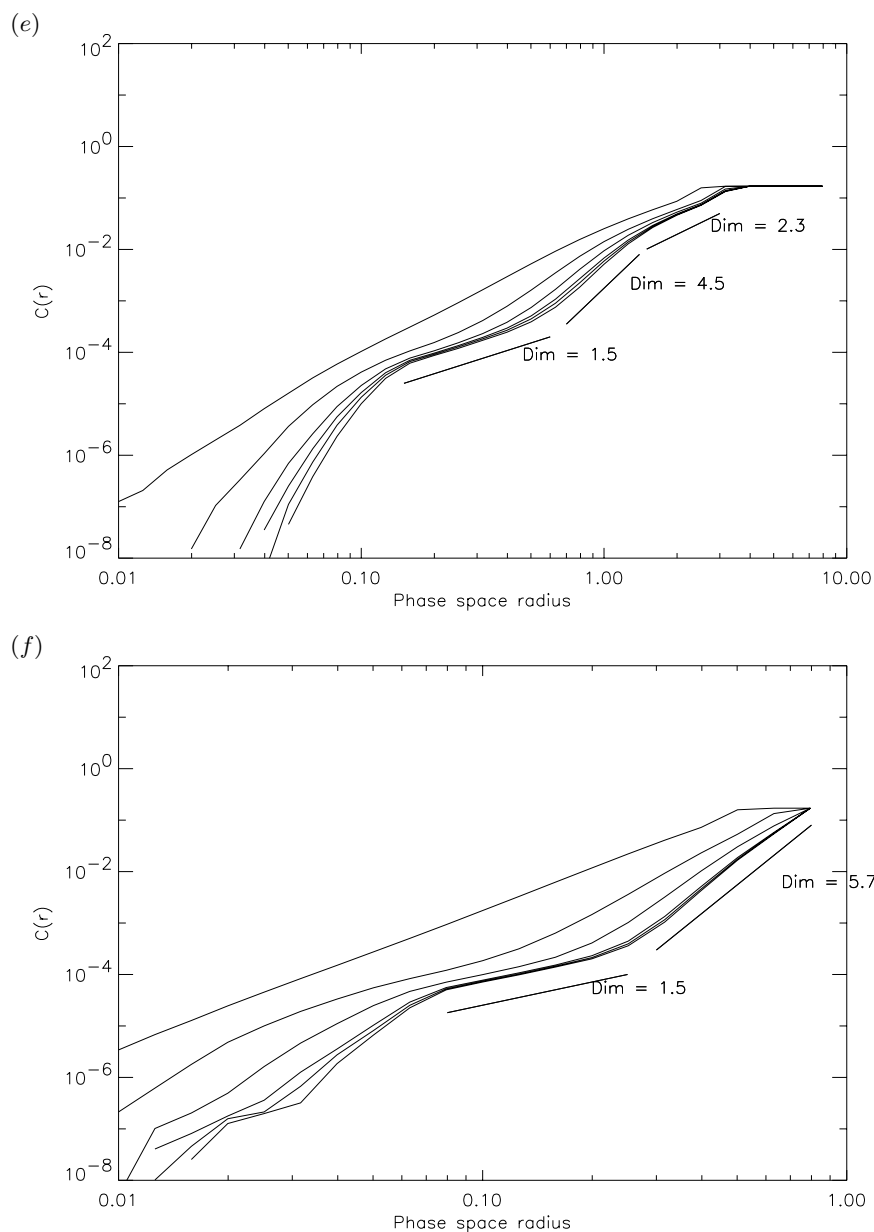 (e)
10^2
10^0
10^-2
10^-4
10^-6
10^-8
C(r)
Dim = 2.3
Dim = 4.5
Dim = 1.5
0.01 0.10 1.00 10.00
Phase space radius
(f)
10^2
10^0
10^-2
10^-4
10^-6
10^-8
C(r)
Dim = 5.7
Dim = 1.5
0.01 0.10 1.00
Phase space radius